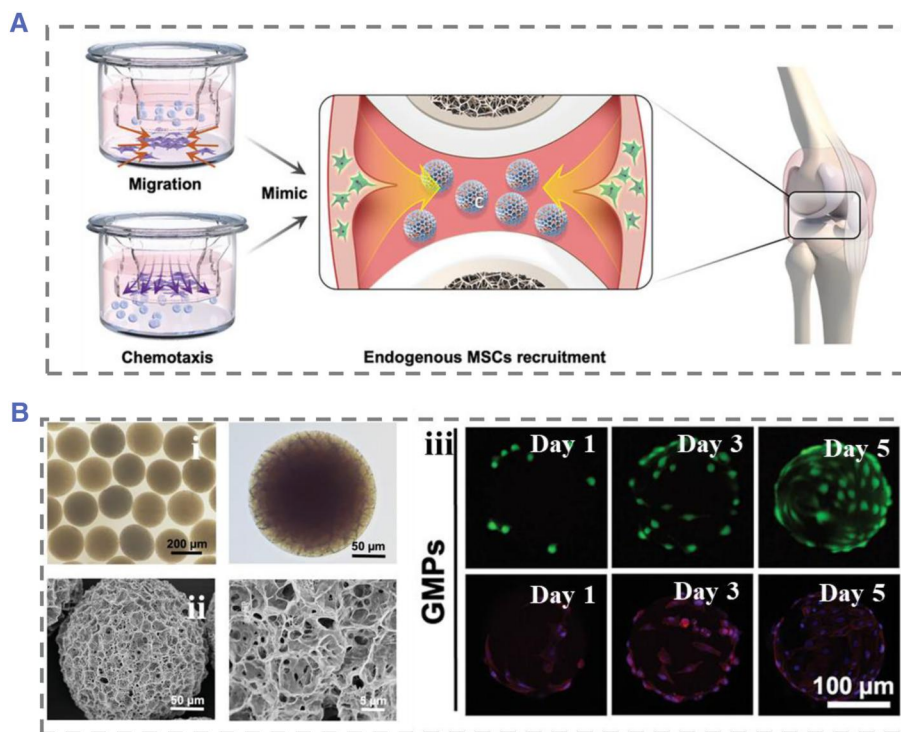 A
Migration
Mimic
C
Chemotaxis
Endogenous MSCs recruitment
B
i
200 µm
50 µm
ii
50 µm
5 µm
iii
GMPs
Day 1
Day 3
Day 5
Day 1
Day 3
Day 5
100 µm